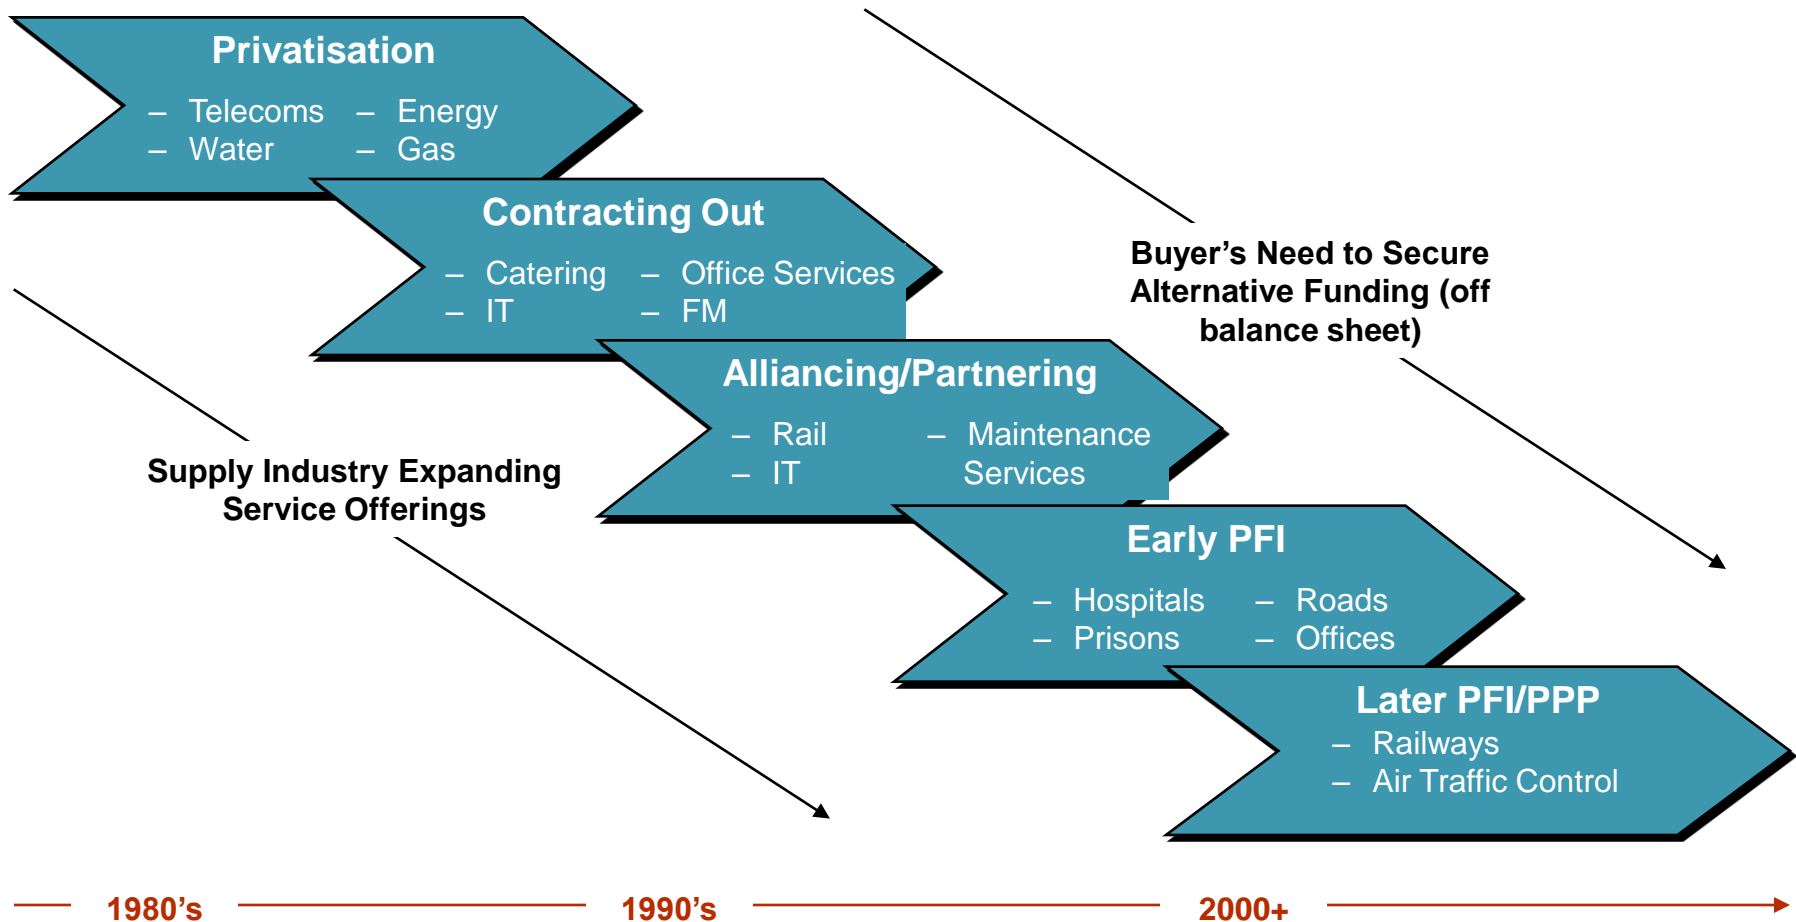 Privatisation
– Telecoms – Energy
– Water – Gas
Contracting Out
– Catering – Office Services
– IT – FM
Buyer’s Need to Secure
Alternative Funding (off
balance sheet)
Alliancing/Partnering
– Rail – Maintenance
– IT Services
Supply Industry Expanding
Service Offerings
Early PFI
– Hospitals – Roads
– Prisons – Offices
Later PFI/PPP
– Railways
– Air Traffic Control
1980’s 1990’s 2000+